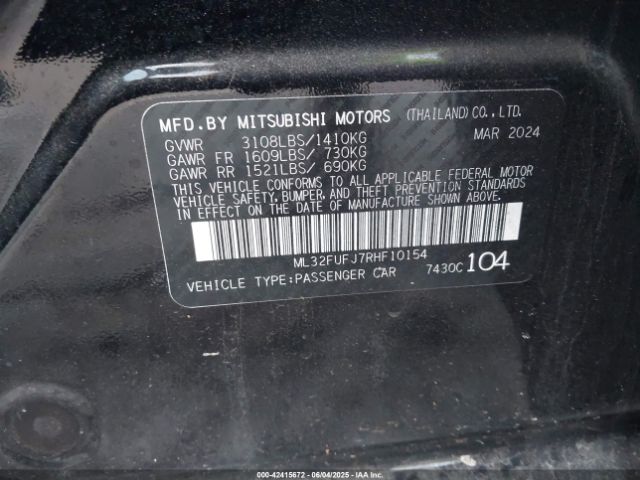 MFD. BY MITSUBISHI MOTORS (THAILAND) CO., LTD.
MAR 2024
GVWR 3108LBS/1410KG
GAWR FR 1609LBS/ 730KG
GAWR RR 1521LBS/ 690KG
THIS VEHICLE CONFORMS TO ALL APPLICABLE FEDERAL MOTOR
VEHICLE SAFETY, BUMPER, AND THEFT PREVENTION STANDARDS
IN EFFECT ON THE DATE OF MANUFACTURE SHOWN ABOVE.
ML32FUFJ7RHF10154
VEHICLE TYPE:PASSENGER CAR 7430C 104
000-42415672 - 06/04/2025 - IAAI.com